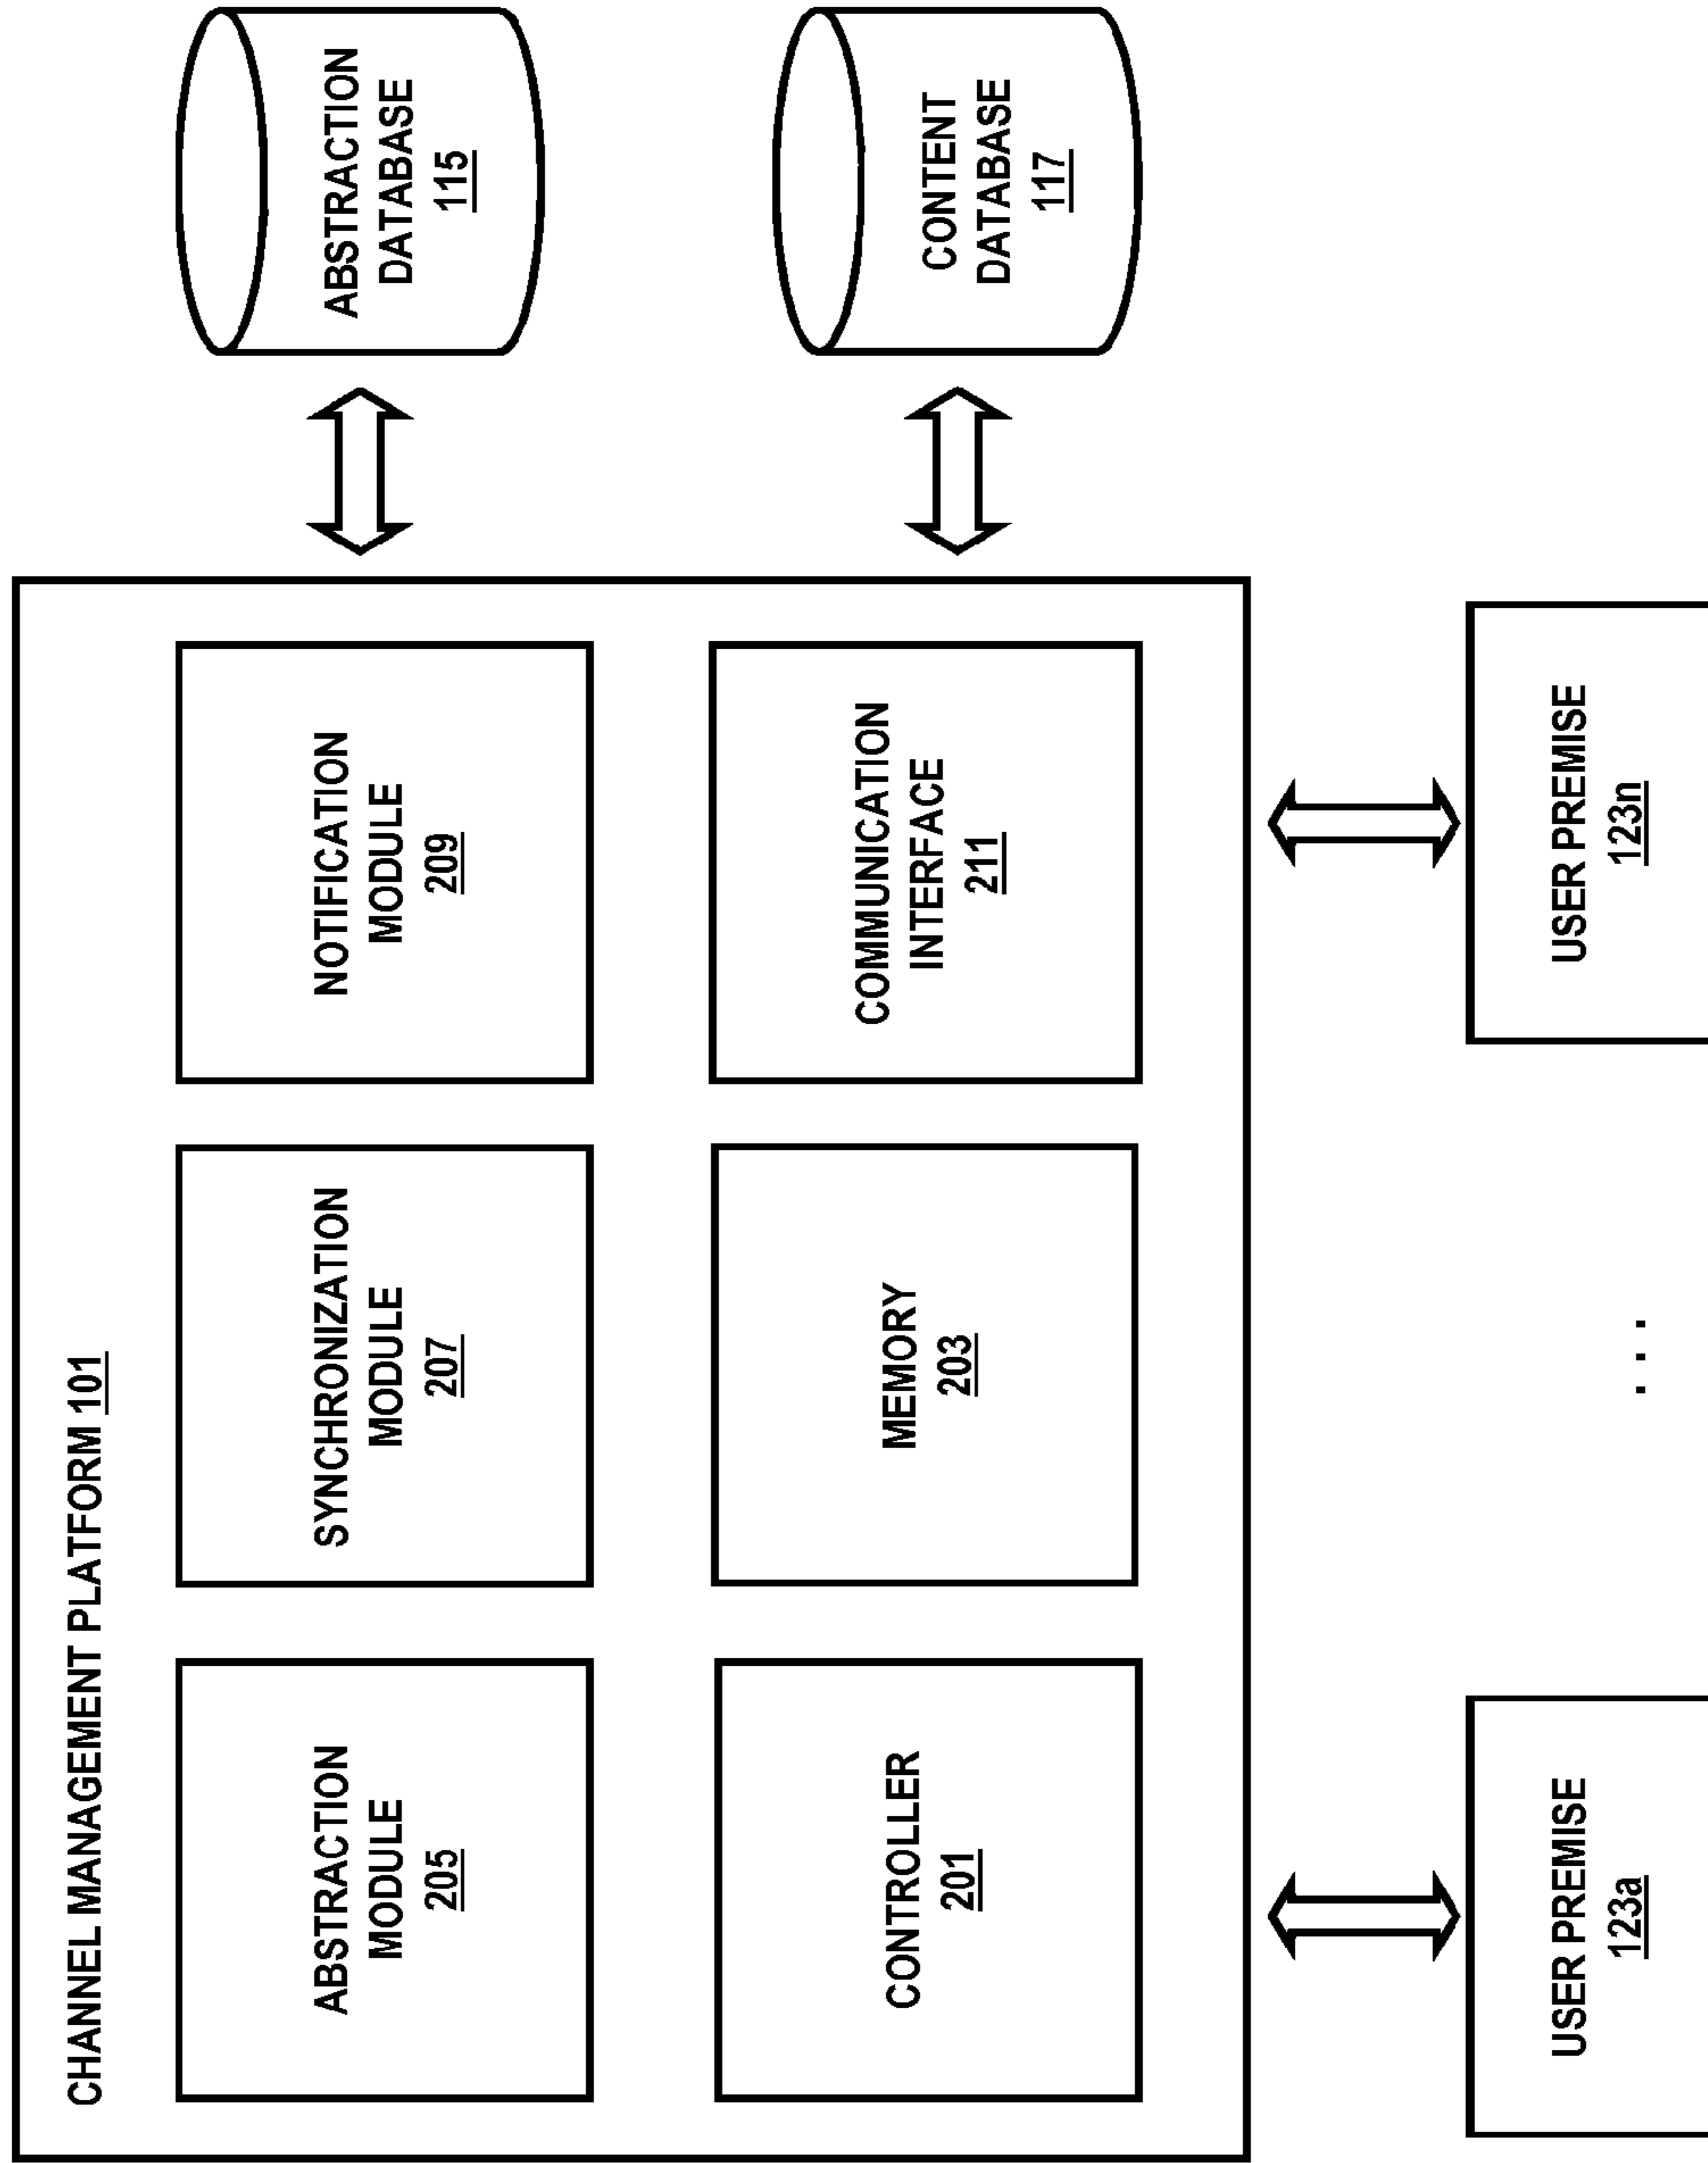 CHANNEL MANAGEMENT PLATFORM 101
ABSTRACTION
MODULE
205
SYNCHRONIZATION
MODULE
207
NOTIFICATION
MODULE
209
CONTROLLER
201
MEMORY
203
COMMUNICATION
INTERFACE
211
ABSTRACTION
DATABASE
115
CONTENT
DATABASE
117
USER PREMISE
123a
. . .
USER PREMISE
123n